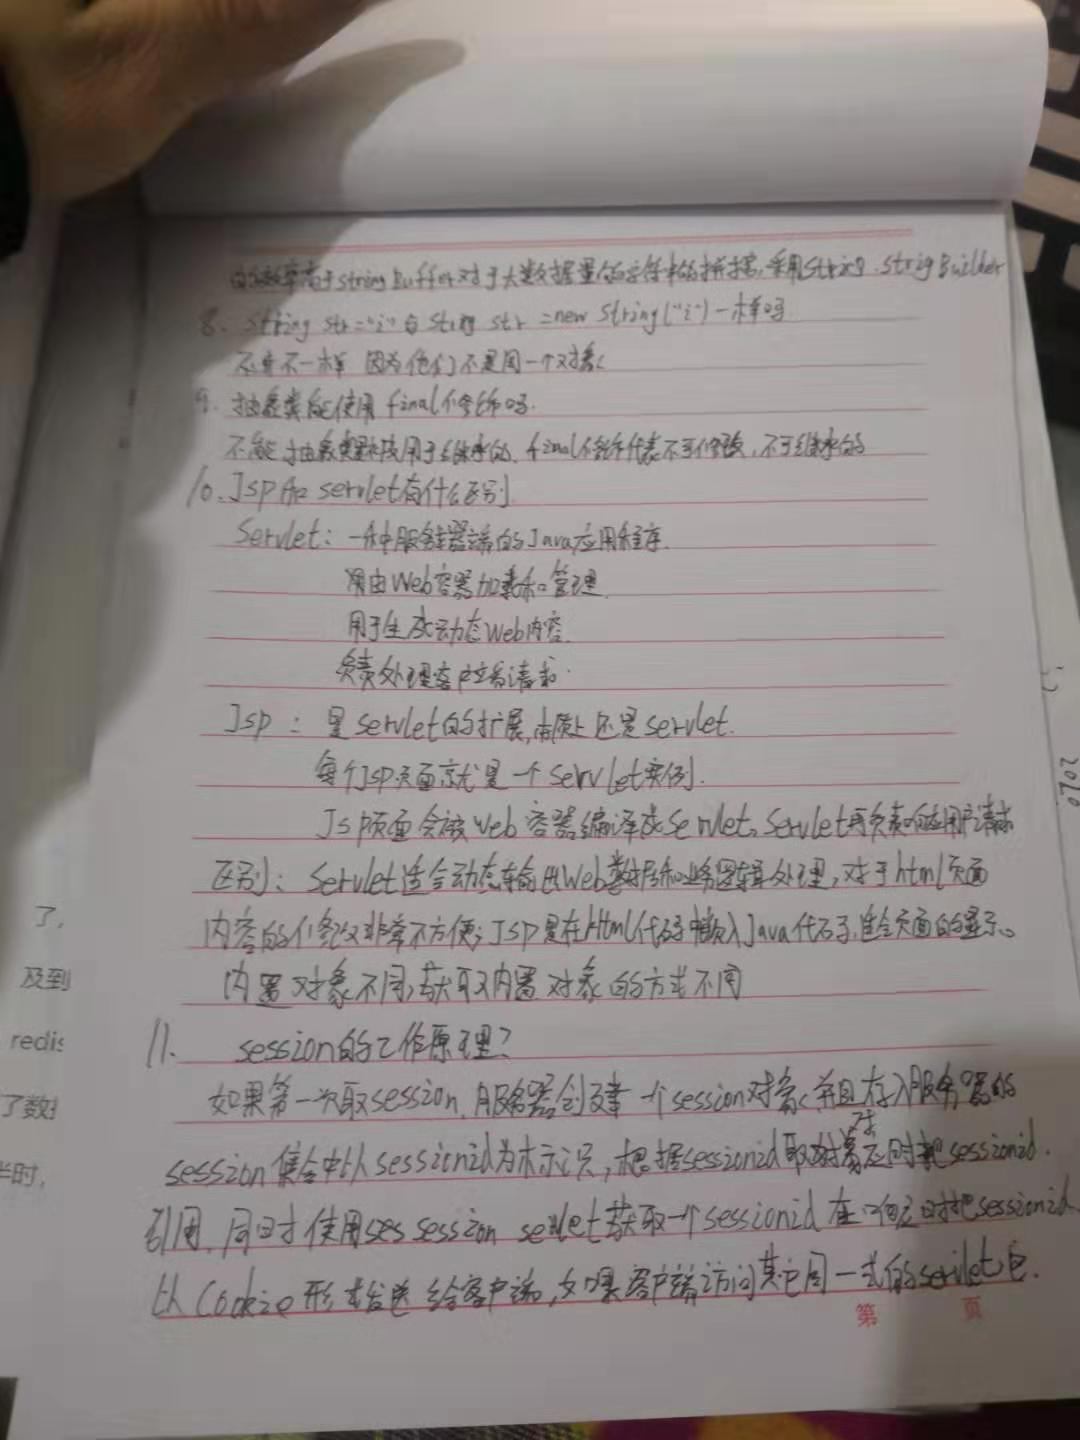 的效率高于string Buffer对于大数据量的字符串的拼接,采用String.String Builder
8. String str="i"与String str=new String("i")一样吗
不一样 因为他们不是同一个对象
9. 抽象类能使用final修饰吗.
不能 抽象类是被用于继承的,final修饰代表不可修改,不可继承的
10.Jsp和servlet有什么区别
Servlet:一种服务器端的Java应用程序.
由Web容器加载和管理
用于生成动态Web内容.
负责处理客户端请求.
Jsp:是servlet的扩展,本质上还是servlet.
每个Jsp页面就是一个servlet实例.
Jsp页面会被web容器编译成Servlet,Servlet再负责响应用户请求
区别:Servlet适合动态输出Web数据和业务逻辑处理,对于html页面
内容的修改非常不方便;JSP是在Html代码中嵌入Java代码,适合页面的显示。
内置对象不同,获取内置对象的方式不同
11. session的工作原理?
如果第一次取session,服务器创建一个session对象,并且存入服务器的
session集合中以sessionid为标识,根据sessionid取对应 把sessionid.
引用,同时使用ses session servlet获取一个sessionid在响应时把sessionid
以Cookie形式发送给客户端,如果客户端访问其它同一 的servlet
第 页
了,
及到
redis
了数
半时,
2020